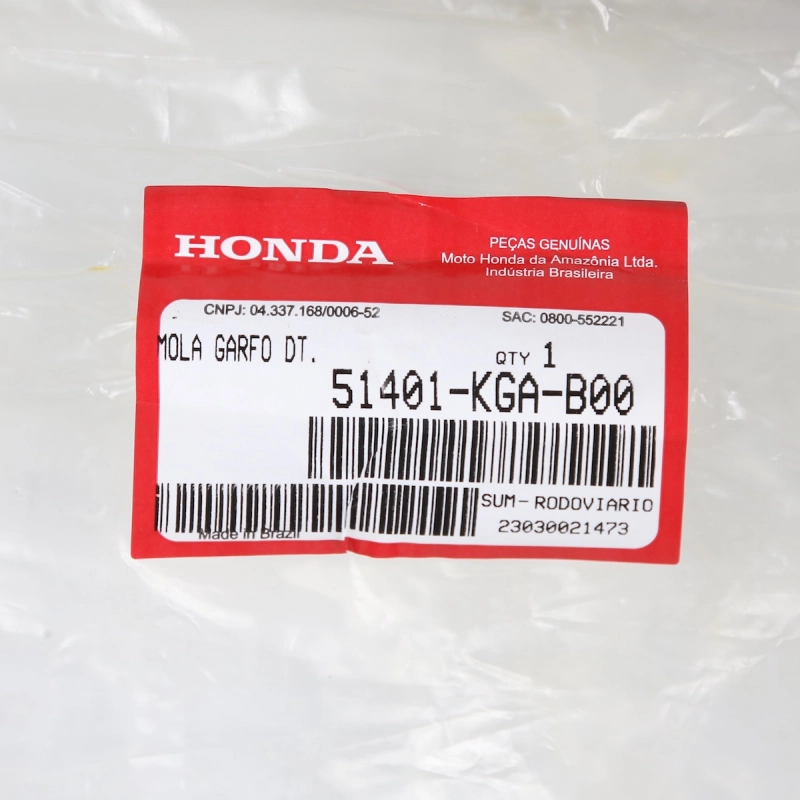 HONDA
PEÇAS GENUÍNAS
Moto Honda da Amazônia Ltda.
Indústria Brasileira
CNPJ: 04.337.168/0006-52
SAC: 0800-552221
MOLA GARFO DT.
QTY 1
51401-KGA-B00
SUM-RODOVIARIO
23030021473
Made in Brazil